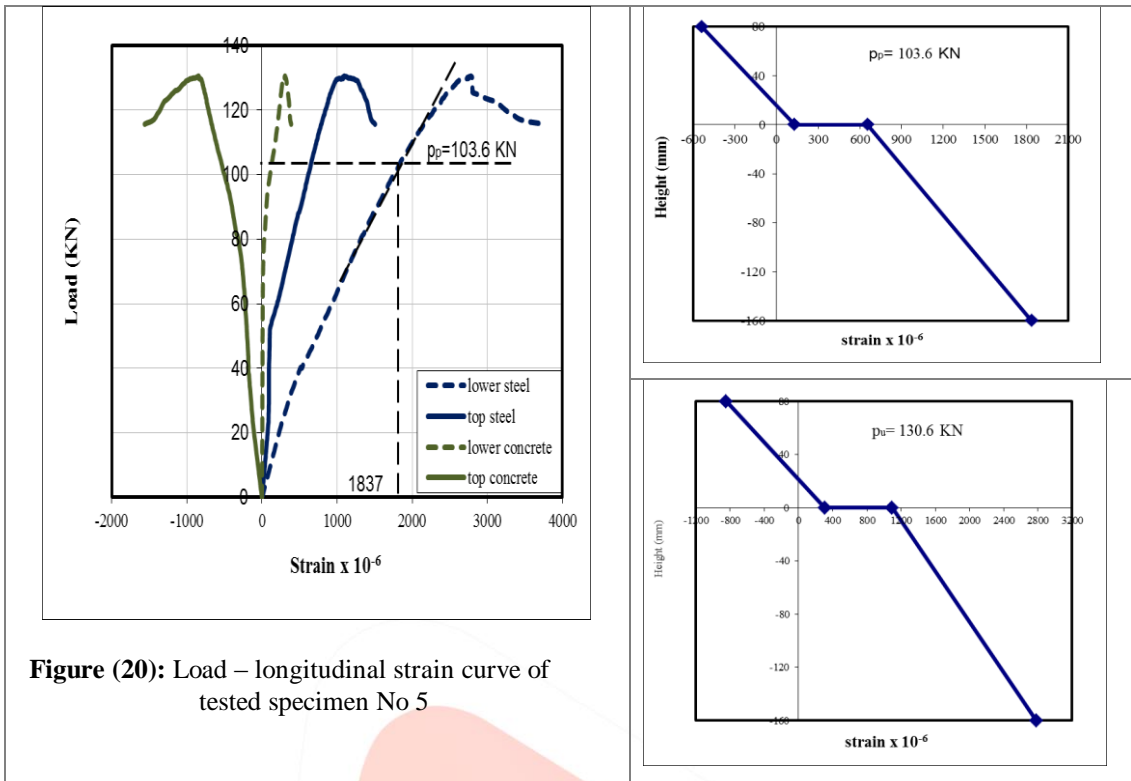 140
120
100
80
60
40
20
0
Load (KN)
pp=103.6 KN
1837
lower steel
top steel
lower concrete
top concrete
-2000 -1000 0 1000 2000 3000 4000
Strain x 10-6
Figure (20): Load – longitudinal strain curve of
tested specimen No 5
80
40
0
-40
-80
-120
-160
Height (mm)
pp= 103.6 KN
-600 -300 0 300 600 900 1200 1500 1800 2100
strain x 10-6
80
40
0
-40
-80
-120
-160
Height (mm)
pu= 130.6 KN
-1200 -800 -400 0 400 800 1200 1600 2000 2400 2800 3200
strain x 10-6